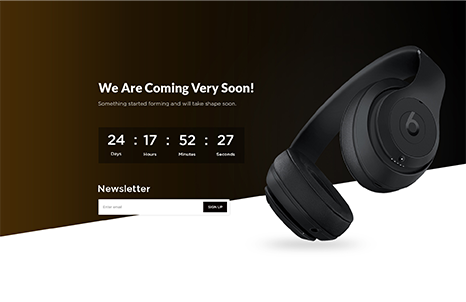 We Are Coming Very Soon!
Something started forming and will take shape soon.
24 : 17 : 52 : 27
Days Hours Minutes Seconds
Newsletter
Enter email SIGN UP